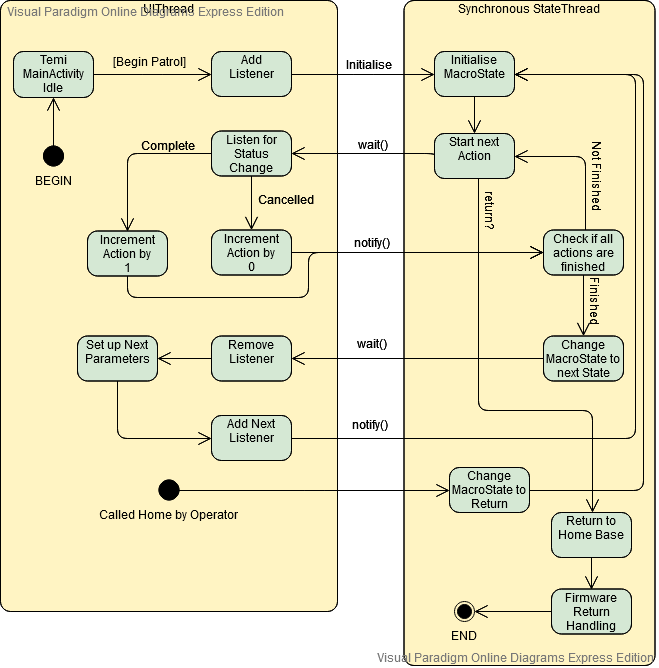 UIThread
Visual Paradigm Online Diagrams Express Edition
Synchronous StateThread
Temi
MainActivity
Idle
[Begin Patrol]
Add
Listener
Initialise
Initialise
MacroState
BEGIN
Complete
Listen for
Status
Change
wait()
Start next
Action
Not Finished
Cancelled
return?
Increment
Action by
1
Increment
Action by
0
notify()
Check if all
actions are
finished
Finished
Set up Next
Parameters
Remove
Listener
wait()
Change
MacroState to
next State
Add Next
Listener
notify()
Called Home by Operator
Change
MacroState to
Return
Return to
Home Base
Firmware
Return
Handling
END
Visual Paradigm Online Diagrams Express Edition